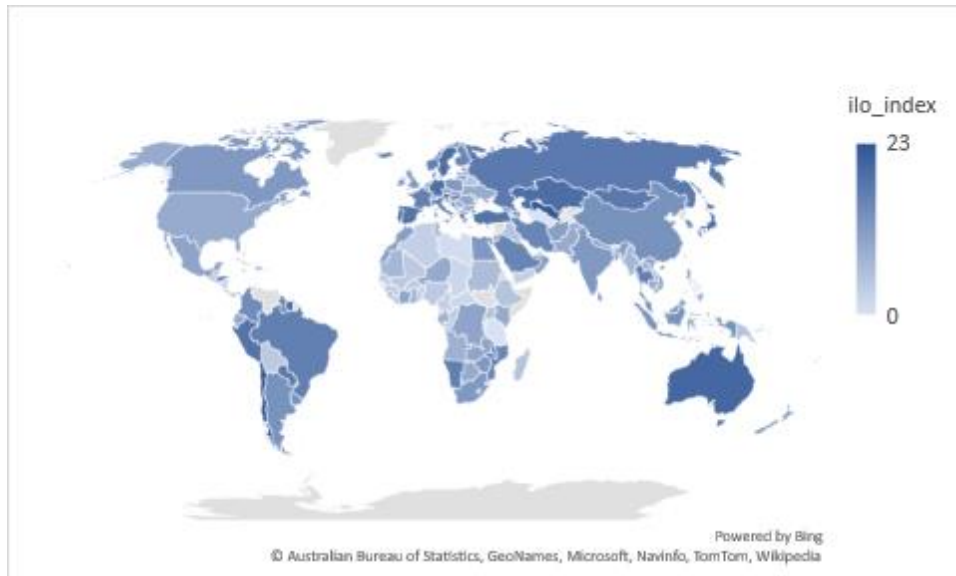 ilo_index
23
0
Powered by Bing
© Australian Bureau of Statistics, GeoNames, Microsoft, Navinfo, TomTom, Wikipedia